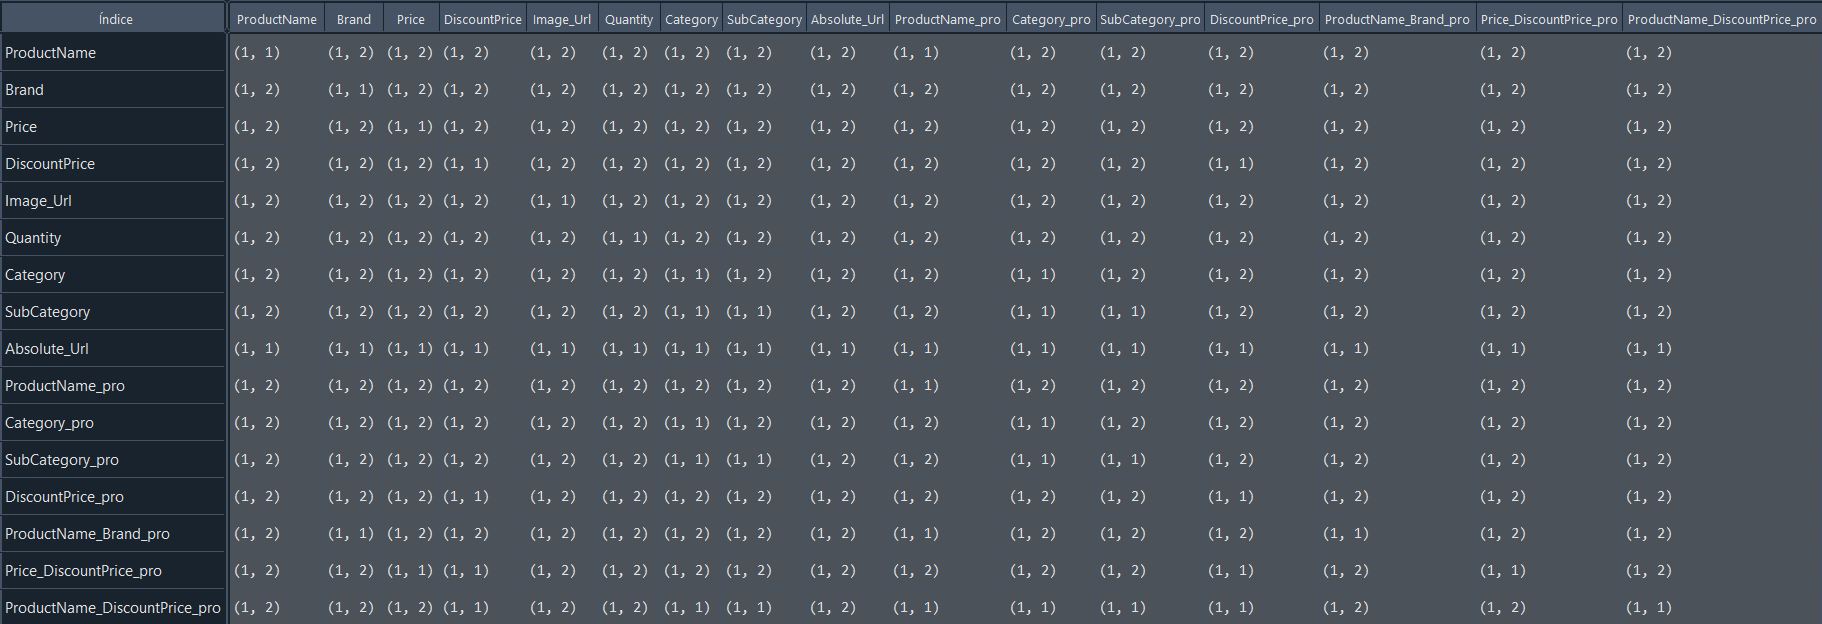 Índice ProductName Brand Price DiscountPrice Image_Url Quantity Category SubCategory Absolute_Url ProductName_pro Category_pro SubCategory_pro DiscountPrice_pro ProductName_Brand_pro Price_DiscountPrice_pro ProductName_DiscountPrice_pro
ProductName (1, 1) (1, 2) (1, 2) (1, 2) (1, 2) (1, 2) (1, 2) (1, 2) (1, 2) (1, 1) (1, 2) (1, 2) (1, 2) (1, 2) (1, 2) (1, 2)
Brand (1, 2) (1, 1) (1, 2) (1, 2) (1, 2) (1, 2) (1, 2) (1, 2) (1, 2) (1, 2) (1, 2) (1, 2) (1, 2) (1, 2) (1, 2) (1, 2)
Price (1, 2) (1, 2) (1, 1) (1, 2) (1, 2) (1, 2) (1, 2) (1, 2) (1, 2) (1, 2) (1, 2) (1, 2) (1, 2) (1, 2) (1, 2) (1, 2)
DiscountPrice (1, 2) (1, 2) (1, 2) (1, 1) (1, 2) (1, 2) (1, 2) (1, 2) (1, 2) (1, 2) (1, 2) (1, 2) (1, 1) (1, 2) (1, 2) (1, 2)
Image_Url (1, 2) (1, 2) (1, 2) (1, 2) (1, 1) (1, 2) (1, 2) (1, 2) (1, 2) (1, 2) (1, 2) (1, 2) (1, 2) (1, 2) (1, 2) (1, 2)
Quantity (1, 2) (1, 2) (1, 2) (1, 2) (1, 2) (1, 1) (1, 2) (1, 2) (1, 2) (1, 2) (1, 2) (1, 2) (1, 2) (1, 2) (1, 2) (1, 2)
Category (1, 2) (1, 2) (1, 2) (1, 2) (1, 2) (1, 2) (1, 1) (1, 2) (1, 2) (1, 2) (1, 1) (1, 2) (1, 2) (1, 2) (1, 2) (1, 2)
SubCategory (1, 2) (1, 2) (1, 2) (1, 2) (1, 2) (1, 2) (1, 1) (1, 1) (1, 2) (1, 2) (1, 1) (1, 1) (1, 2) (1, 2) (1, 2) (1, 2)
Absolute_Url (1, 1) (1, 1) (1, 1) (1, 1) (1, 1) (1, 1) (1, 1) (1, 1) (1, 1) (1, 1) (1, 1) (1, 1) (1, 1) (1, 1) (1, 1) (1, 1)
ProductName_pro (1, 2) (1, 2) (1, 2) (1, 2) (1, 2) (1, 2) (1, 2) (1, 2) (1, 2) (1, 1) (1, 2) (1, 2) (1, 2) (1, 2) (1, 2) (1, 2)
Category_pro (1, 2) (1, 2) (1, 2) (1, 2) (1, 2) (1, 2) (1, 1) (1, 2) (1, 2) (1, 2) (1, 1) (1, 2) (1, 2) (1, 2) (1, 2) (1, 2)
SubCategory_pro (1, 2) (1, 2) (1, 2) (1, 2) (1, 2) (1, 2) (1, 1) (1, 1) (1, 2) (1, 2) (1, 1) (1, 1) (1, 2) (1, 2) (1, 2) (1, 2)
DiscountPrice_pro (1, 2) (1, 2) (1, 2) (1, 1) (1, 2) (1, 2) (1, 2) (1, 2) (1, 2) (1, 2) (1, 2) (1, 2) (1, 1) (1, 2) (1, 2) (1, 2)
ProductName_Brand_pro (1, 2) (1, 1) (1, 2) (1, 2) (1, 2) (1, 2) (1, 2) (1, 2) (1, 2) (1, 1) (1, 2) (1, 2) (1, 2) (1, 1) (1, 2) (1, 2)
Price_DiscountPrice_pro (1, 2) (1, 2) (1, 1) (1, 1) (1, 2) (1, 2) (1, 2) (1, 2) (1, 2) (1, 2) (1, 2) (1, 2) (1, 1) (1, 2) (1, 1) (1, 2)
ProductName_DiscountPrice_pro (1, 2) (1, 2) (1, 2) (1, 1) (1, 2) (1, 2) (1, 1) (1, 1) (1, 2) (1, 1) (1, 1) (1, 1) (1, 1) (1, 2) (1, 2) (1, 1)